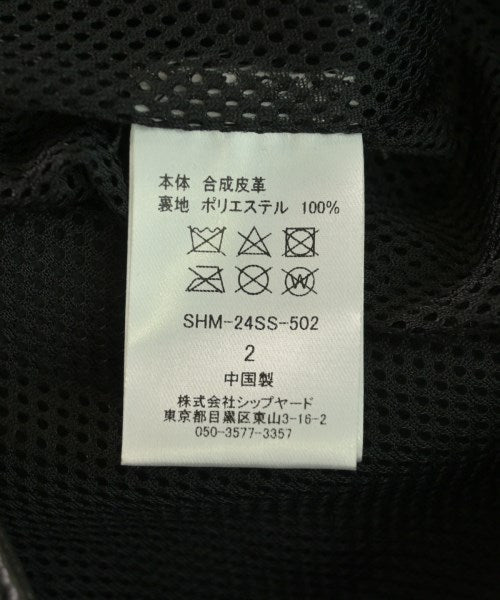 本体 合成皮革
裏地 ポリエステル 100%
SHM-24SS-502
2
中国製
株式会社シップヤード
東京都目黒区東山3-16-2
050-3577-3357